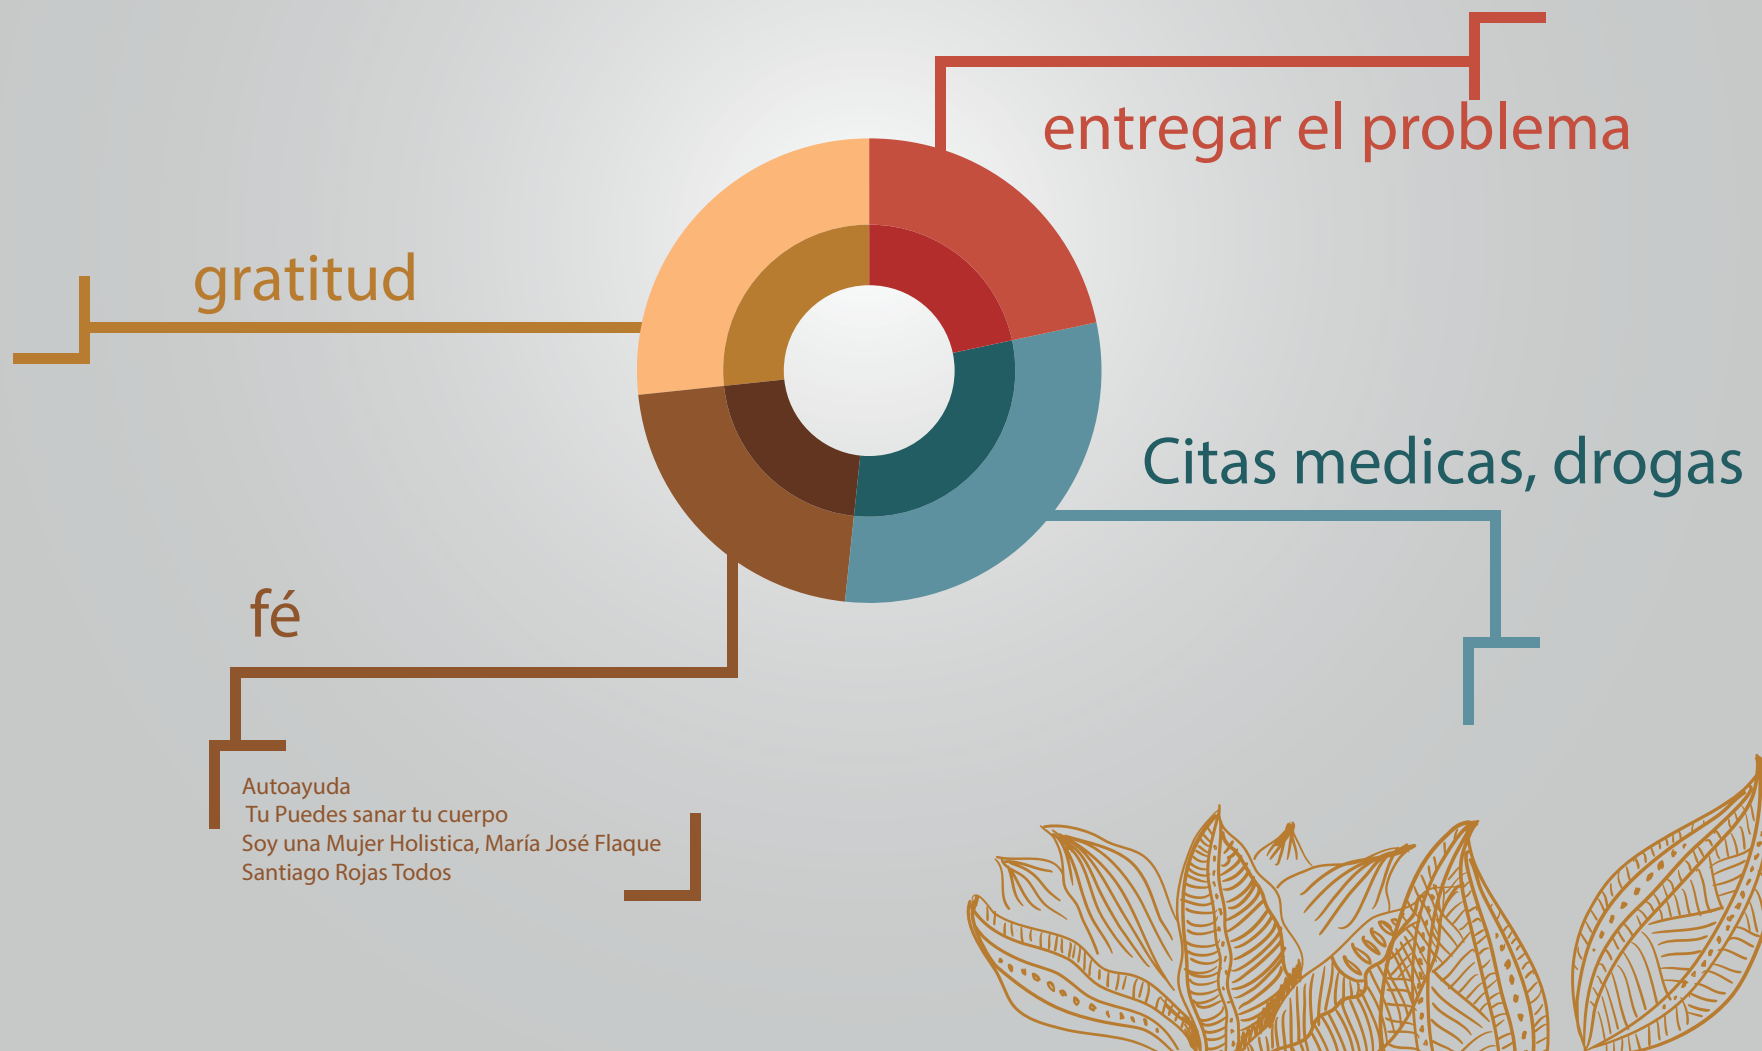 entregar el problema
gratitud
Citas medicas, drogas
fé
Autoayuda
Tu Puedes sanar tu cuerpo
Soy una Mujer Holistica, María José Flaque
Santiago Rojas Todos